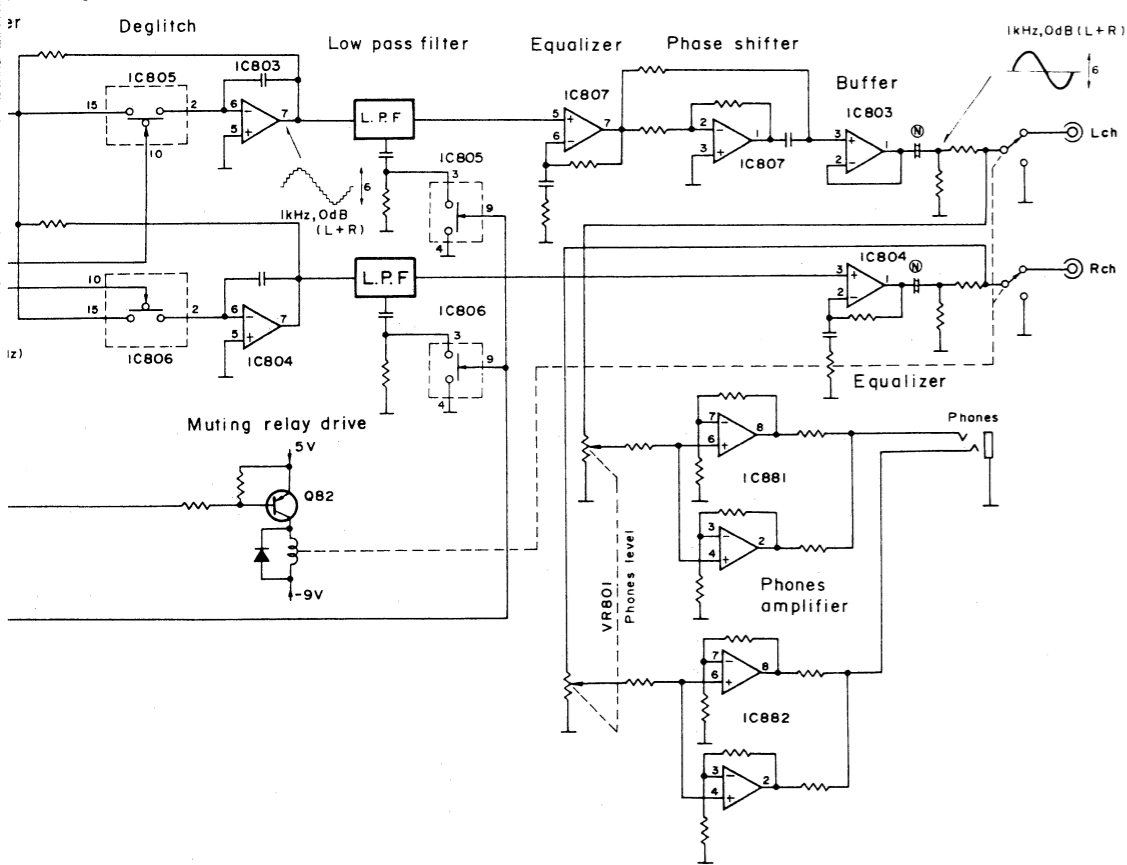 er
Deglitch
Low pass filter
Equalizer
Phase shifter
1kHz, 0dB (L+R)
6
IC805
IC803
IC807
Buffer
IC803
N
15
2
6
7
5
10
L.P.F
5
6
7
2
3
1
IC807
3
2
1
Lch
IC805
3
9
4
6
1kHz, 0dB
(L+R)
10
15
2
IC806
6
5
7
IC804
L.P.F
IC804
3
2
1
N
Rch
IC806
3
9
4
Equalizer
z)
Muting relay drive
5V
Q82
-9V
VR801
Phones level
7
6
8
IC881
3
4
2
Phones
Phones
amplifier
7
6
8
IC882
3
4
2